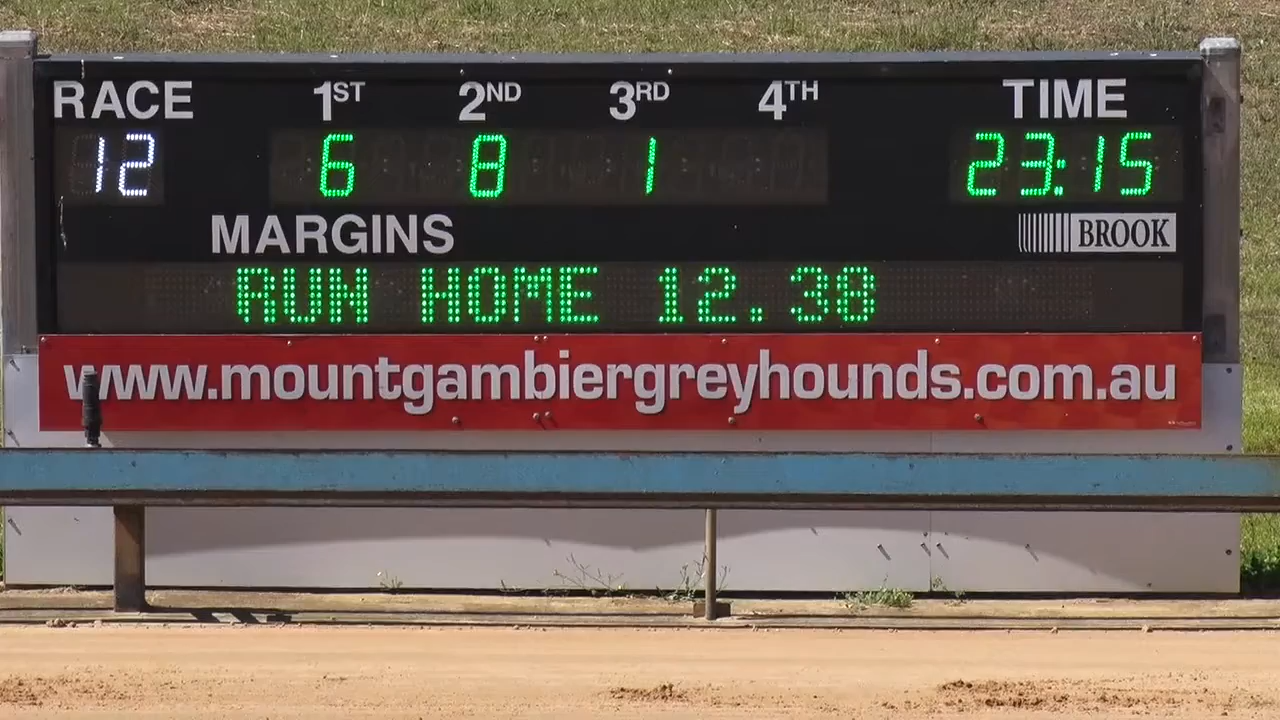 RACE 1ST 2ND 3RD 4TH TIME
12 6 8 1 23:15
MARGINS BROOK
RUN HOME 12.38
www.mountgambiergreyhounds.com.au